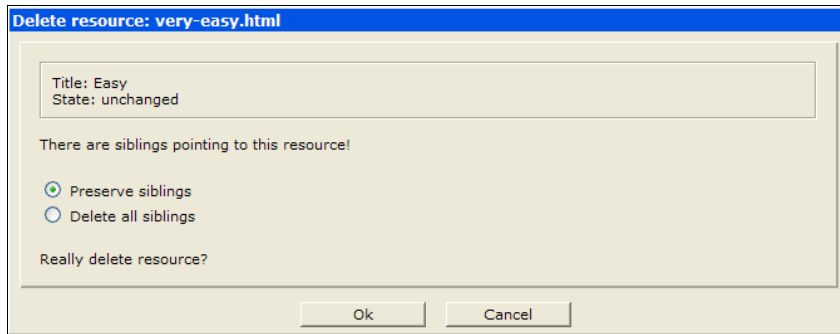 Delete resource: very-easy.html
Title: Easy
State: unchanged
There are siblings pointing to this resource!
Preserve siblings
Delete all siblings
Really delete resource?
Ok
Cancel